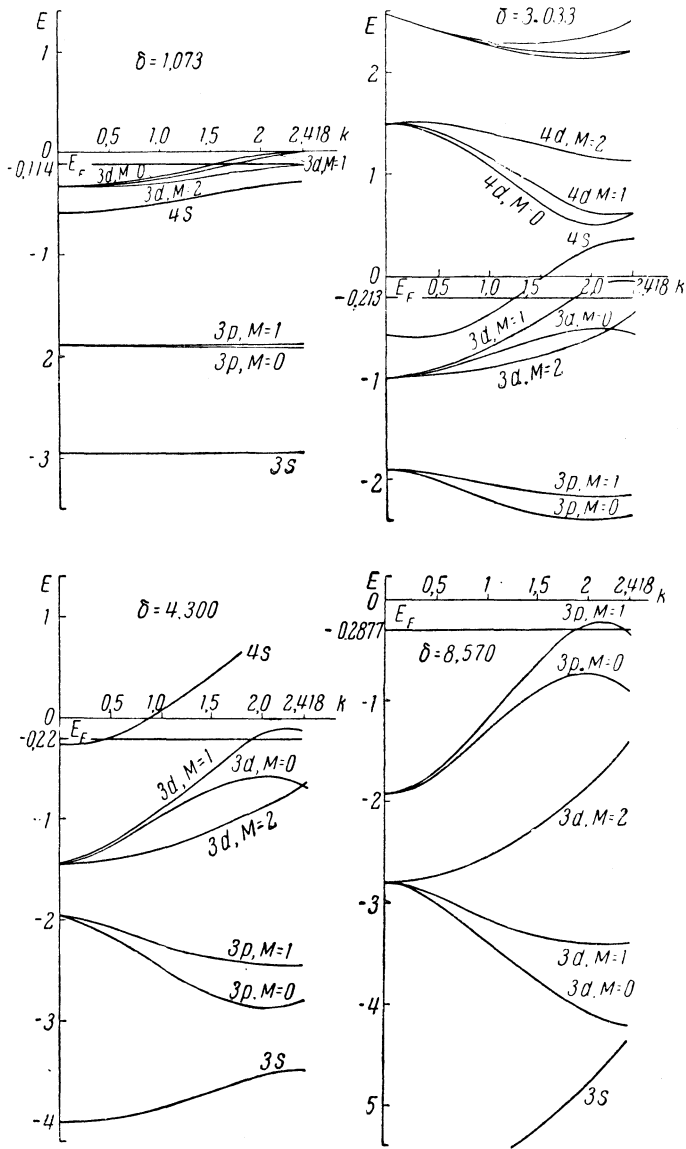 E
δ=1,073
1
0,5 1.0 1,5 2 2,418 k
0
-0,114
E_F
3d,M=0
3d,M=1
3d, M=2
4S
-1
3p, M=1
2
3p, M=0
-3
3S
E
δ=3.033
2
4d, M=2
1
4d M=1
4d, M=0
4S
0
0,5 1,0 1,5 2,0 2,418 k
-0,213
E_F
3d, M=1
3d, M=0
-1
3d. M=2
-2
3p. M=1
3p, M=0
E
δ=4.300
1
4S
0,5 1,0 1,5 2,0 2,418 k
0
-0,22
E_F
3d, M=1
3d, M=0
-1
3d, M=2
-2
3p, M=1
3p. M=0
-3
3S
-4
E
0
0,5 1 1,5 2 2,418 k
E_F
3p, M=1
-0,2877
δ=8,570
3p. M=0
-1
-2
3d. M=2
-3
3d. M=1
3d. M=0
-4
3S
5